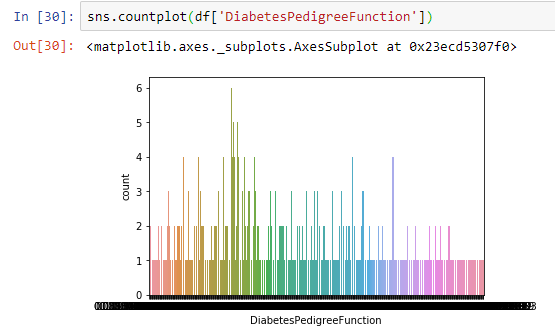 In [30]: sns.countplot(df['DiabetesPedigreeFunction'])
Out[30]: <matplotlib.axes._subplots.AxesSubplot at 0x23ecd5307f0>
6
5
4
3
2
1
0
count
DiabetesPedigreeFunction